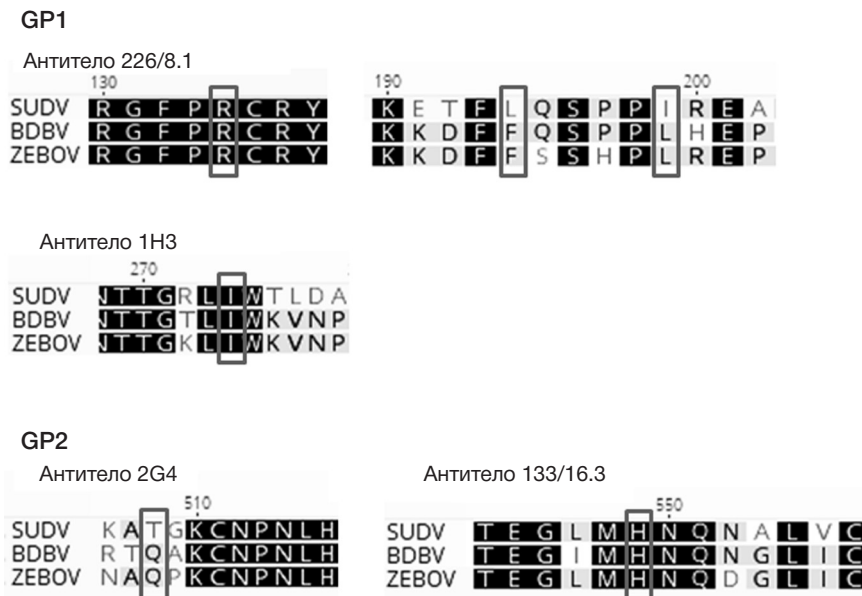 GP1
Антитело 226/8.1
130
SUDV R G F P R C R Y
BDBV R G F P R C R Y
ZEBOV R G F P R C R Y
190 200
K E T F L Q S P P I R E A
K K D F F Q S P P L H E P
K K D F F S S H P L R E P
Антитело 1H3
270
SUDV N T T G R L I W T L D A
BDBV N T T G T L I W K V N P
ZEBOV N T T G K L I W K V N P
GP2
Антитело 2G4
510
SUDV K A T G K C N P N L H
BDBV R T Q A K C N P N L H
ZEBOV N A Q P K C N P N L H
Антитело 133/16.3
550
SUDV T E G L M H N Q N A L V C
BDBV T E G I M H N Q N G L I C
ZEBOV T E G L M H N Q D G L I C